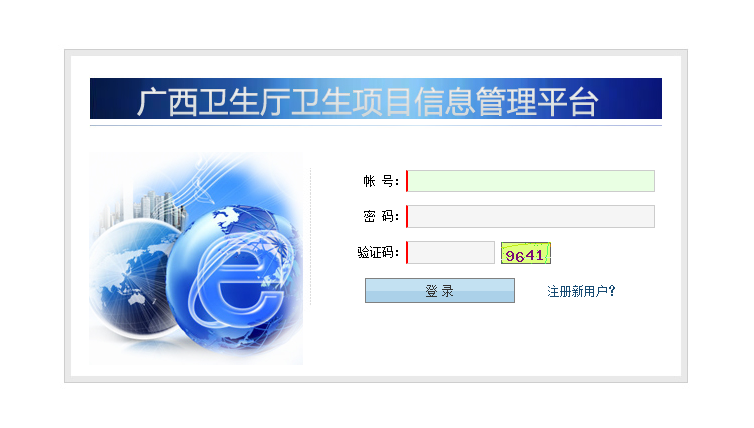 广西卫生厅卫生项目信息管理平台
帐 号：
密 码：
验证码： 9641
登 录 注册新用户？